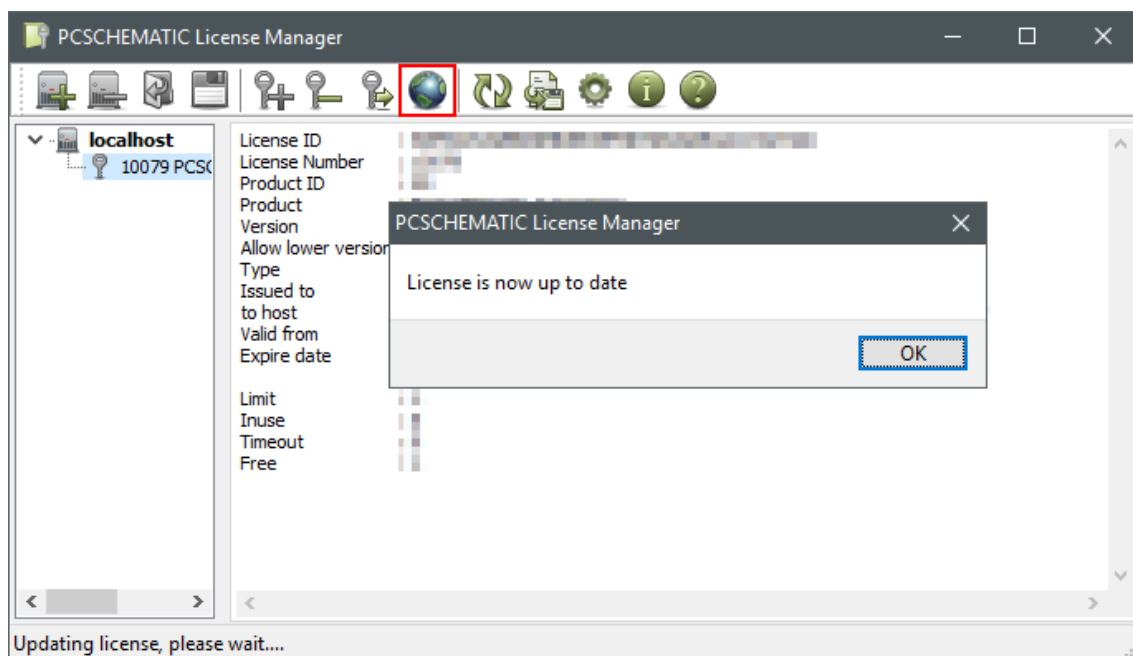 PCSCHEMATIC License Manager
localhost
10079 PCSC
License ID
License Number
Product ID
Product
Version
Allow lower version
Type
Issued to
to host
Valid from
Expire date
Limit
Inuse
Timeout
Free
PCSCHEMATIC License Manager
License is now up to date
OK
Updating license, please wait....